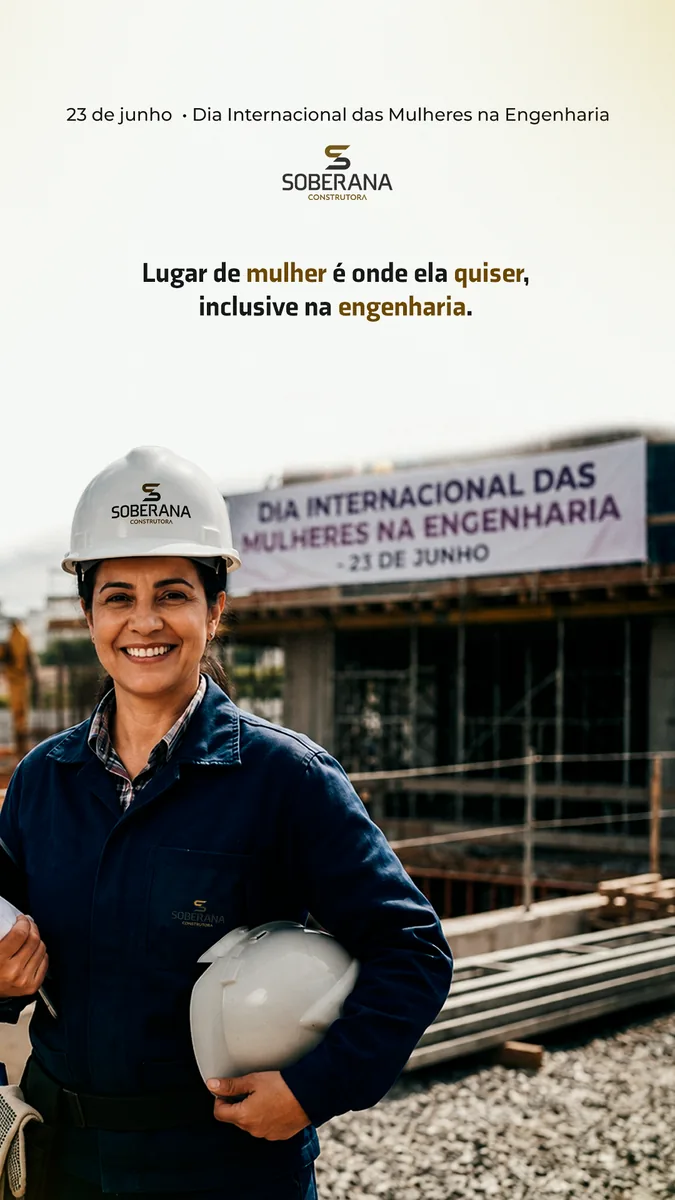 23 de junho • Dia Internacional das Mulheres na Engenharia
SOBERANA
CONSTRUTORA
Lugar de mulher é onde ela quiser,
inclusive na engenharia.
SOBERANA
CONSTRUTORA
DIA INTERNACIONAL DAS
MULHERES NA ENGENHARIA
- 23 DE JUNHO
SOBERANA
CONSTRUTORA